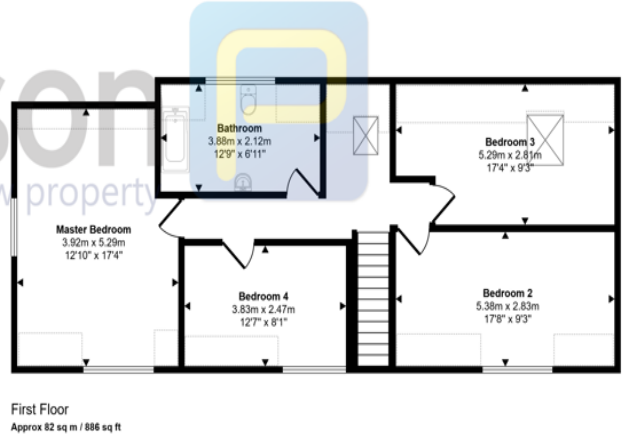 son
w property
Bathroom
3.88m x 2.12m
12'9" x 6'11"
Bedroom 3
5.29m x 2.81m
17'4" x 9'3"
Master Bedroom
3.92m x 5.29m
12'10" x 17'4"
Bedroom 4
3.83m x 2.47m
12'7" x 8'1"
Bedroom 2
5.38m x 2.83m
17'8" x 9'3"
First Floor
Approx 82 sq m / 886 sq ft